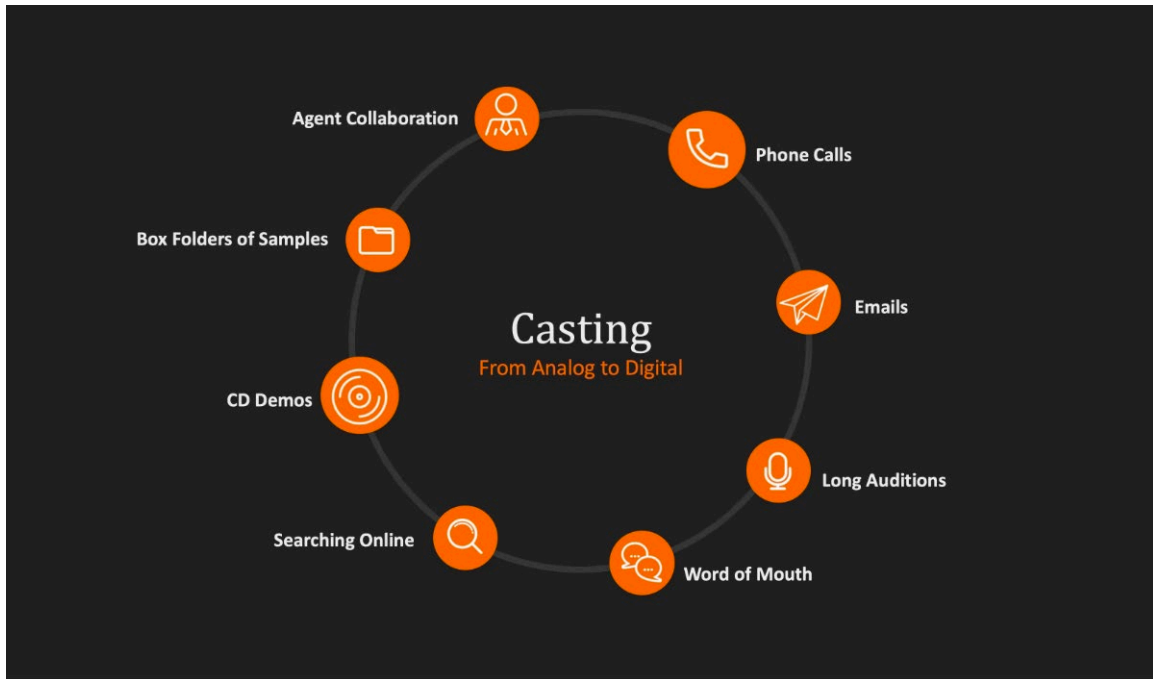 Agent Collaboration
Phone Calls
Box Folders of Samples
Emails
Casting
From Analog to Digital
CD Demos
Long Auditions
Searching Online
Word of Mouth